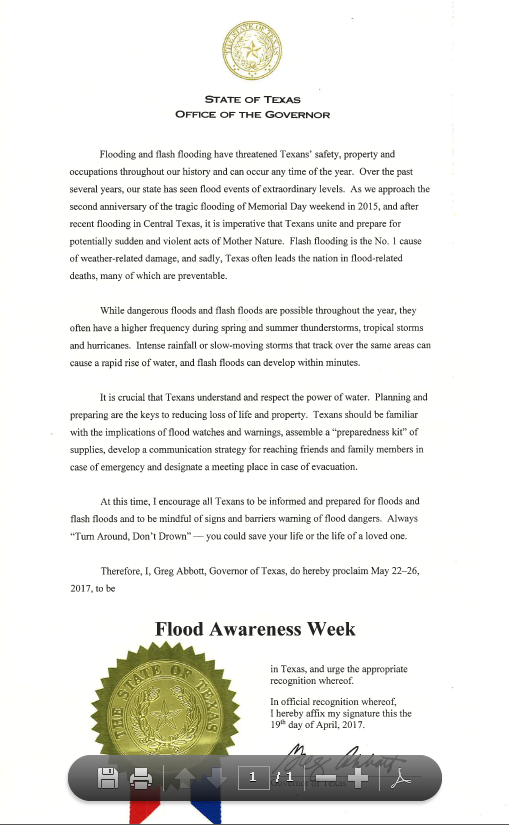 THE STATE OF TEXAS
STATE OF TEXAS
OFFICE OF THE GOVERNOR
Flooding and flash flooding have threatened Texans' safety, property and
occupations throughout our history and can occur any time of the year. Over the past
several years, our state has seen flood events of extraordinary levels. As we approach the
second anniversary of the tragic flooding of Memorial Day weekend in 2015, and after
recent flooding in Central Texas, it is imperative that Texans unite and prepare for
potentially sudden and violent acts of Mother Nature. Flash flooding is the No. 1 cause
of weather-related damage, and sadly, Texas often leads the nation in flood-related
deaths, many of which are preventable.
While dangerous floods and flash floods are possible throughout the year, they
often have a higher frequency during spring and summer thunderstorms, tropical storms
and hurricanes. Intense rainfall or slow-moving storms that track over the same areas can
cause a rapid rise of water, and flash floods can develop within minutes.
It is crucial that Texans understand and respect the power of water. Planning and
preparing are the keys to reducing loss of life and property. Texans should be familiar
with the implications of flood watches and warnings, assemble a “preparedness kit” of
supplies, develop a communication strategy for reaching friends and family members in
case of emergency and designate a meeting place in case of evacuation.
At this time, I encourage all Texans to be informed and prepared for floods and
flash floods and to be mindful of signs and barriers warning of flood dangers. Always
“Turn Around, Don't Drown” — you could save your life or the life of a loved one.
Therefore, I, Greg Abbott, Governor of Texas, do hereby proclaim May 22–26,
2017, to be
Flood Awareness Week
THE STATE OF TEXAS
in Texas, and urge the appropriate
recognition whereof.
In official recognition whereof,
I hereby affix my signature this the
19th day of April, 2017.
Greg Abbott
Governor of Texas
1 / 1